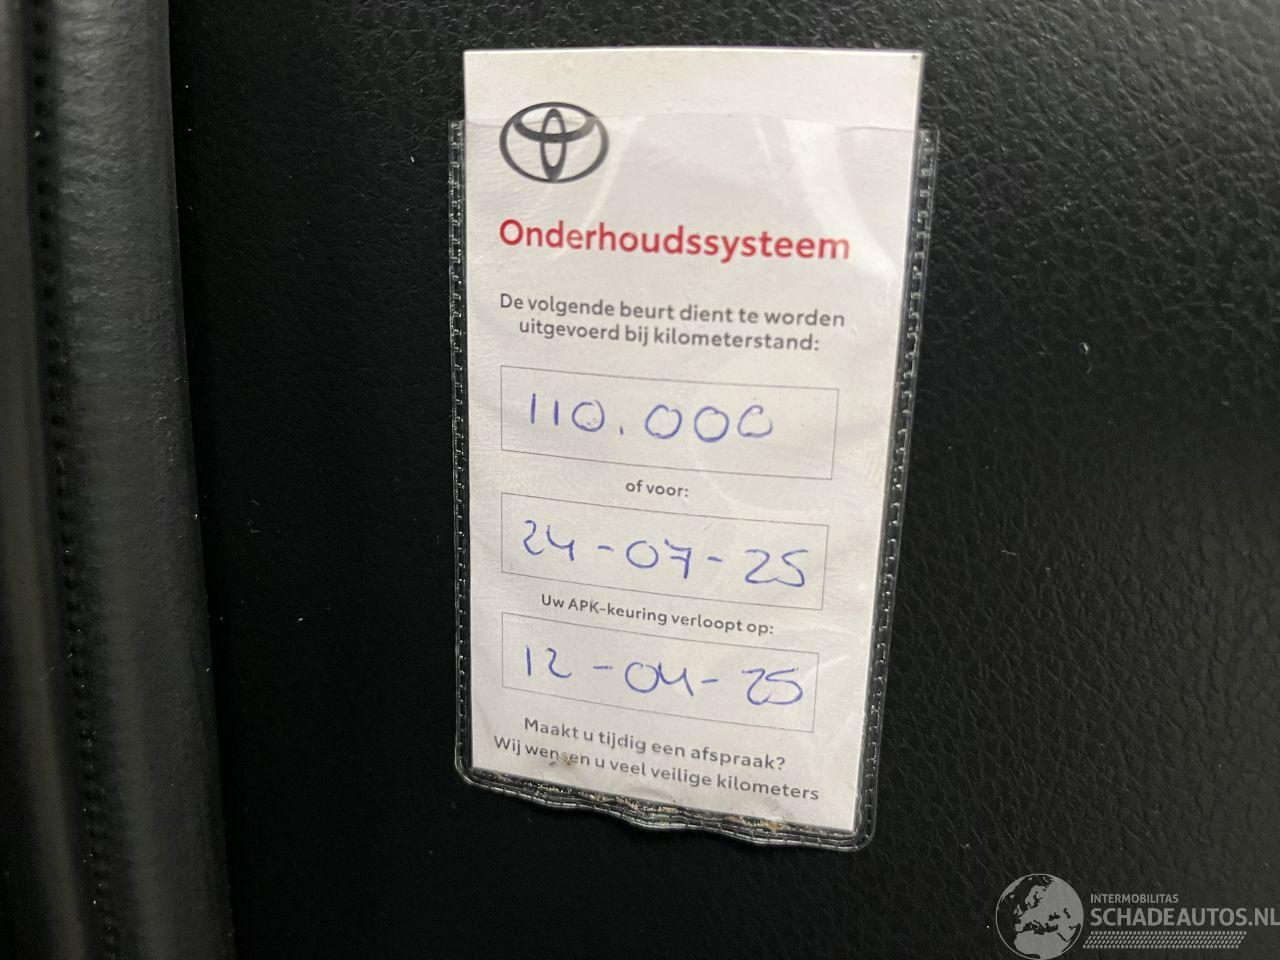 Onderhoudssysteem
De volgende beurt dient te worden
uitgevoerd bij kilometerstand:
110.000
of voor:
24-07-25
Uw APK-keuring verloopt op:
12-04-25
Maakt u tijdig een afspraak?
Wij wensen u veel veilige kilometers
INTERMOBILITAS
SCHADEAUTOS.NL